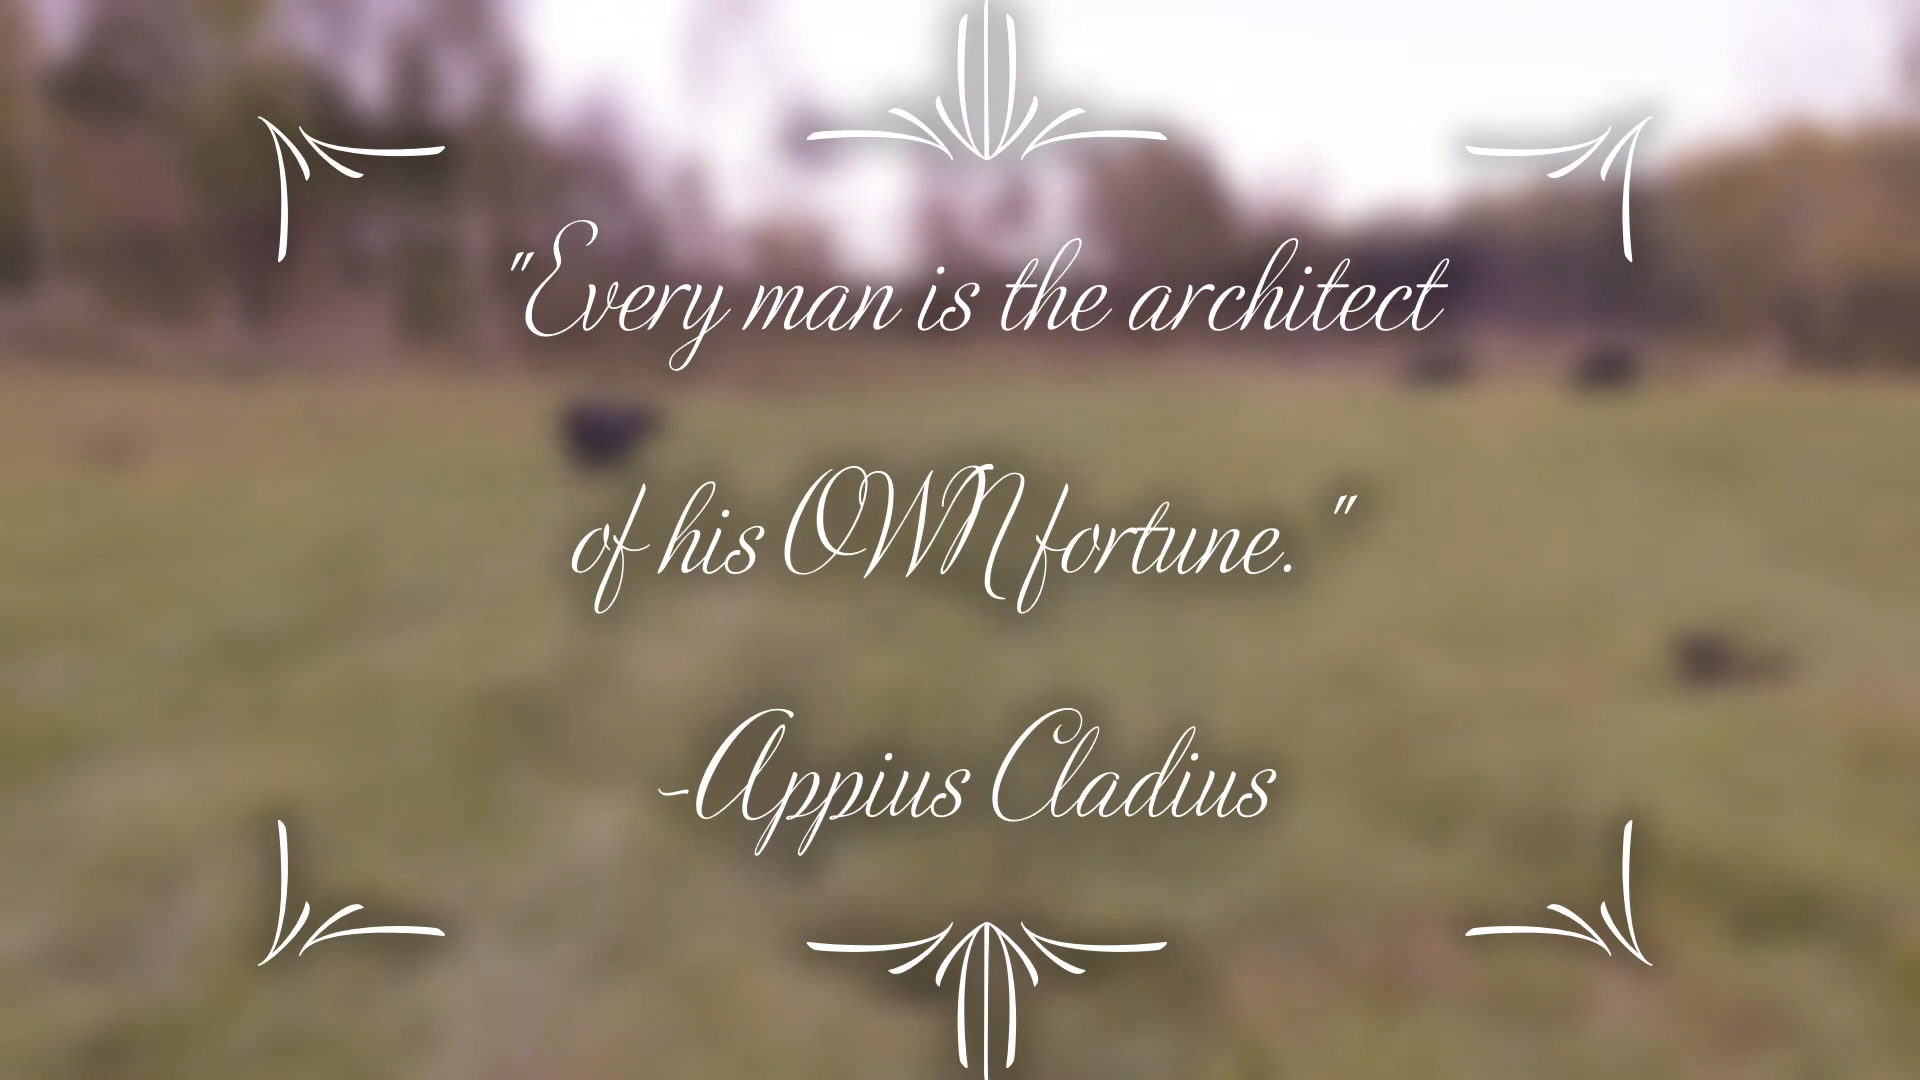 "Every man is the architect
of his OWN fortune. "
-Appius Cladius